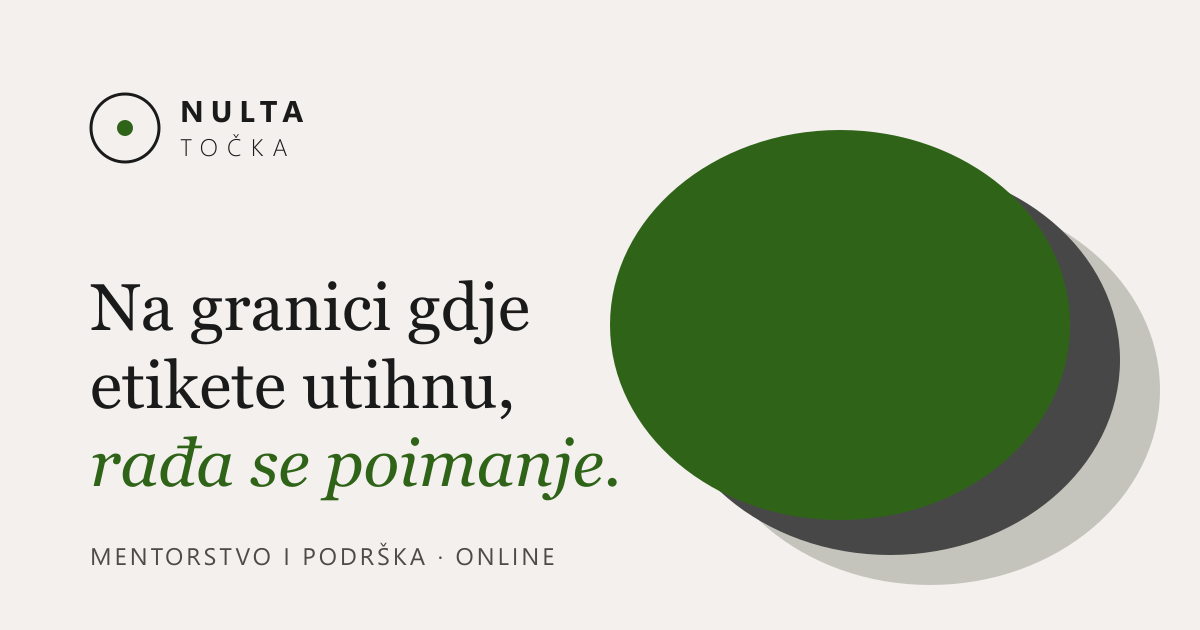 NULTA
TOČKA
Na granici gdje
etikete utihnu,
rađa se poimanje.
MENTORSTVO I PODRŠKA · ONLINE